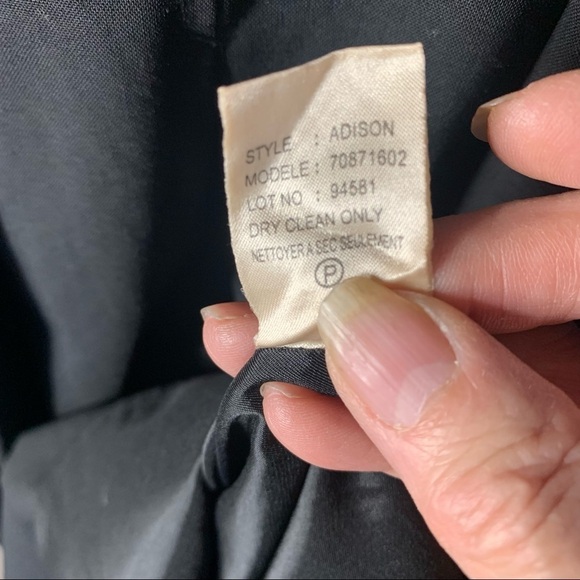 STYLE : ADISON
MODELE : 70871602
LOT NO : 94581
DRY CLEAN ONLY
NETTOYER A SEC SEULEMENT
P